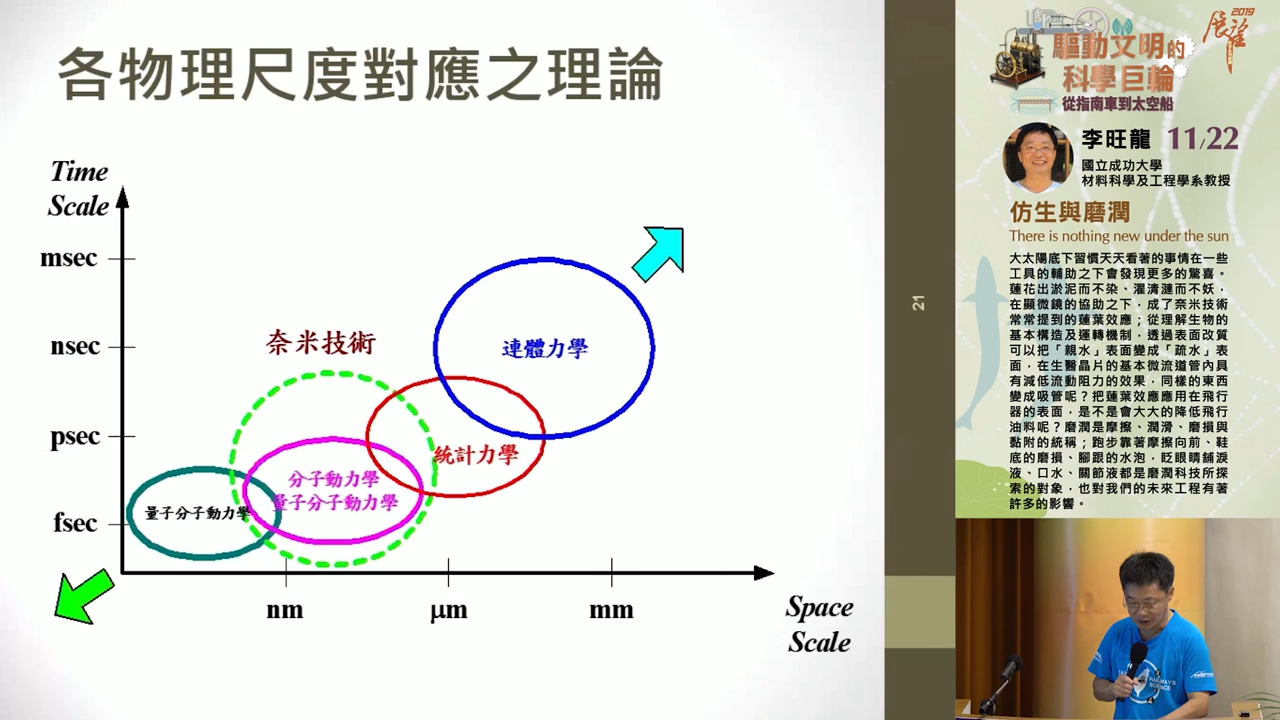 各物理尺度對應之理論
Time
Scale
msec
nsec
psec
fsec
奈米技術
連體力學
統計力學
分子動力學
量子分子動力學
量子分子動力學
nm
μm
mm
Space
Scale
21
2019
展望
驅動文明的
科學巨輪
從指南車到太空船
李旺龍 11/22
國立成功大學
材料科學及工程學系教授
仿生與磨潤
There is nothing new under the sun
大太陽底下習慣天天看著的事情在一些
工具的輔助之下會發現更多的驚喜。
蓮花出淤泥而不染、濯清漣而不妖，
在顯微鏡的協助之下，成了奈米技術
常常提到的蓮葉效應；從理解生物的
基本構造及運轉機制，透過表面改質
可以把「親水」表面變成「疏水」表
面，在生醫晶片的基本微流道管內具
有減低流動阻力的效果，同樣的東西
變成吸管呢？把蓮葉效應應用在飛行
器的表面，是不是會大大的降低飛行
油料呢？磨潤是摩擦、潤滑、磨損與
黏附的統稱；跑步靠著摩擦向前、鞋
底的磨損、腳跟的水泡，眨眼睛鋪淚
液、口水、關節液都是磨潤科技所探
索的對象，也對我們的未來工程有著
許多的影響。
RAILWAYS
SCIENCE